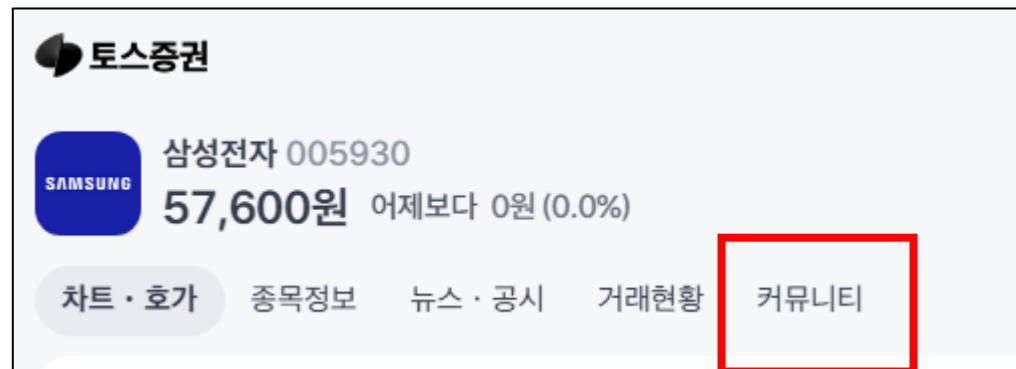 토스증권
SAMSUNG
삼성전자 005930
57,600원 어제보다 0원 (0.0%)
차트 · 호가 종목정보 뉴스 · 공시 거래현황 커뮤니티